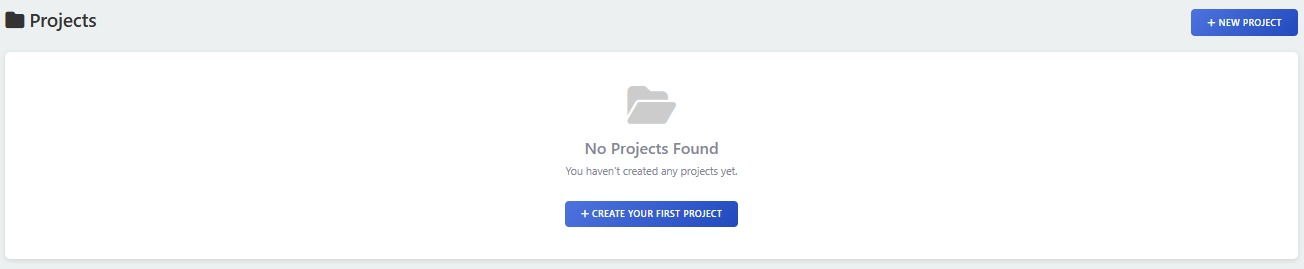 Projects
+ NEW PROJECT
No Projects Found
You haven't created any projects yet.
+ CREATE YOUR FIRST PROJECT